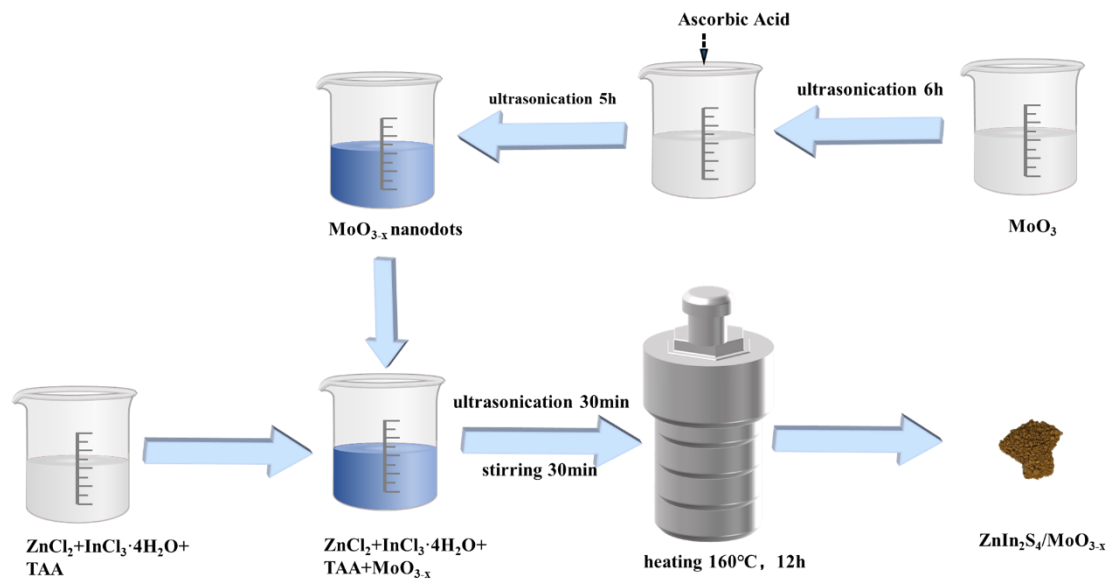 Ascorbic Acid
ultrasonication 5h
ultrasonication 6h
MoO₃₋ₓ nanodots
MoO₃
ultrasonication 30min
stirring 30min
ZnCl₂+InCl₃·4H₂O+
TAA
ZnCl₂+InCl₃·4H₂O+
TAA+MoO₃₋ₓ
heating 160°C，12h
ZnIn₂S₄/MoO₃₋ₓ